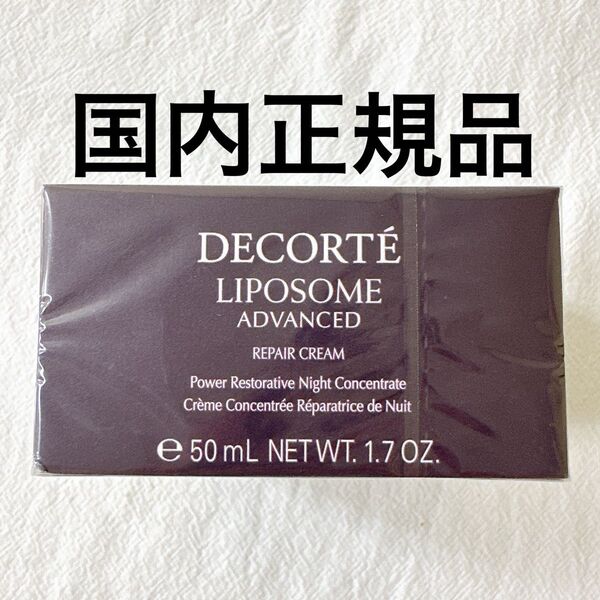 国内正規品
DECORTÉ
LIPOSOME
ADVANCED
REPAIR CREAM
Power Restorative Night Concentrate
Crème Concentrée Réparatrice de Nuit
℮ 50 mL NET WT. 1.7 OZ.